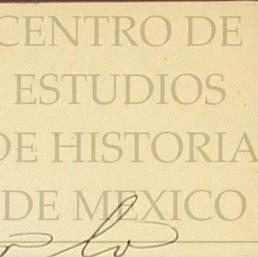 CENTRO DE
ESTUDIOS
DE HISTORIA
DE MEXICO